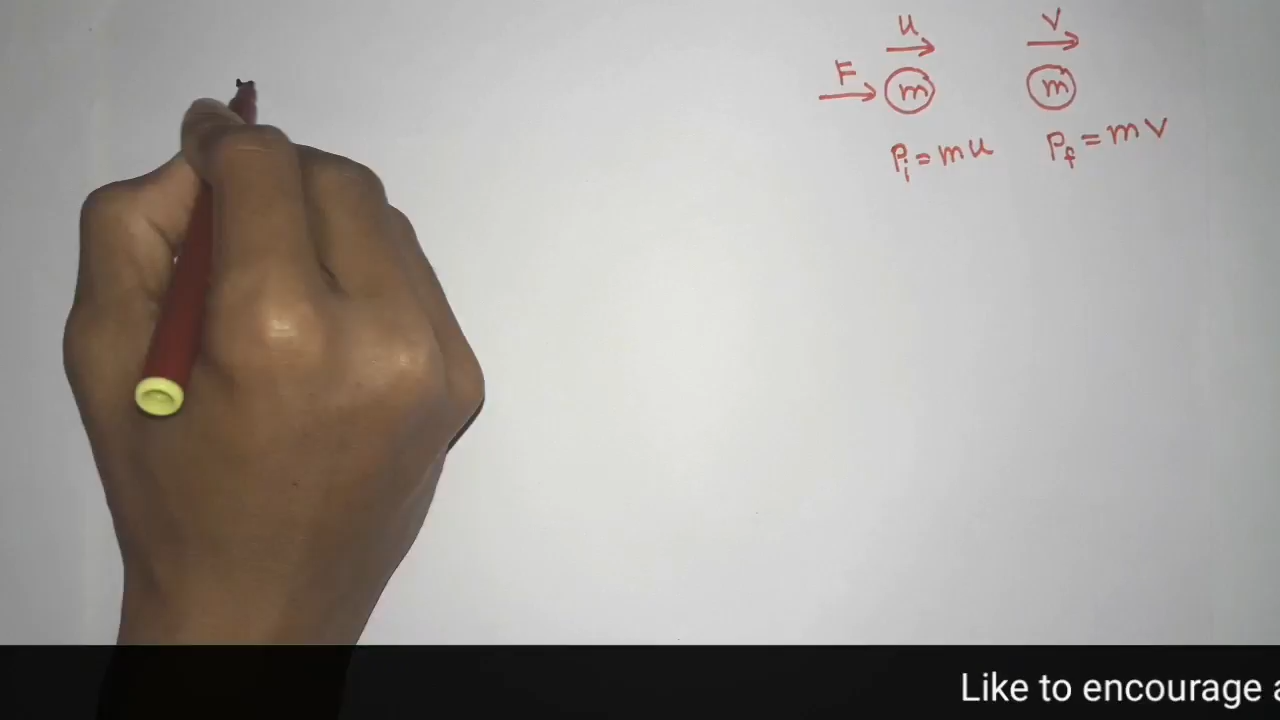 u v
F m m
Pi = mu Pf = mv
Like to encourage a